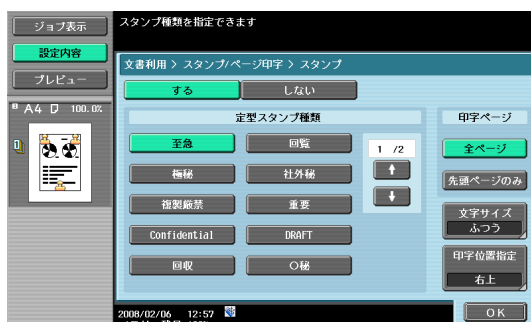 ジョブ表示
スタンプ種類を指定できます
設定内容
文書利用 > スタンプ/ページ印字 > スタンプ
プレビュー
する
しない
A4 100.0%
定型スタンプ種類
印字ページ
至急
回覧
1 /2
全ページ
極秘
社外秘
先頭ページのみ
複製厳禁
重要
文字サイズ
ふつう
Confidential
DRAFT
印字位置指定
右上
回収
○秘
2008/02/06 12:57
OK